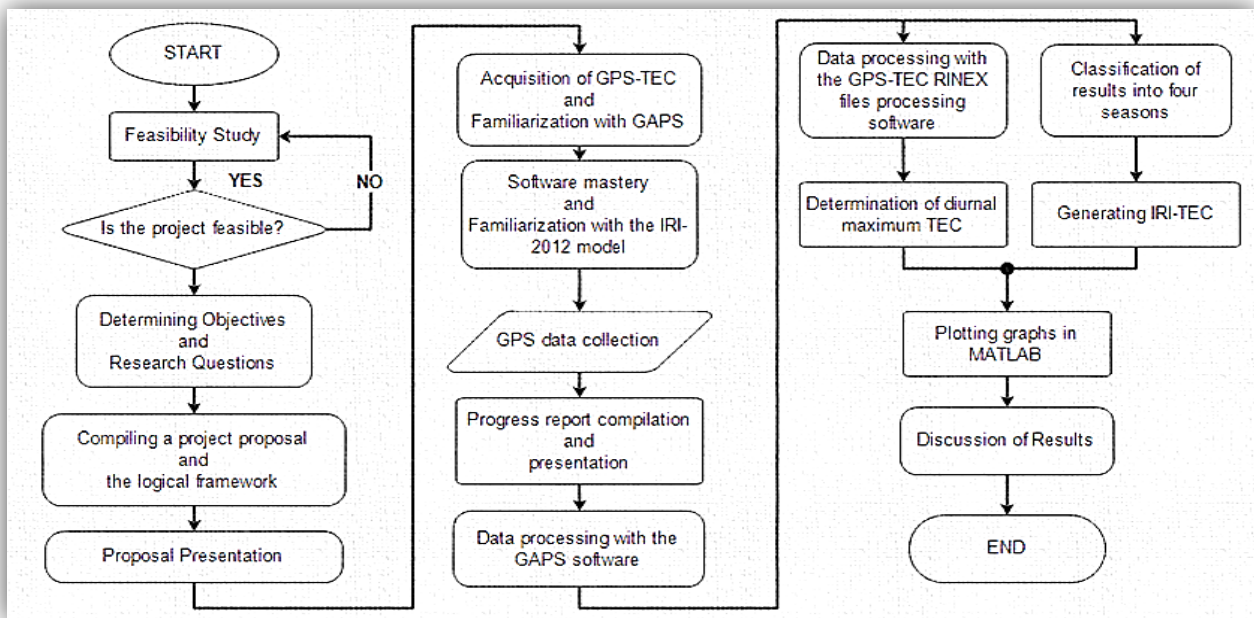 START
Feasibility Study
YES
NO
Is the project feasible?
Determining Objectives
and
Research Questions
Compiling a project proposal
and
the logical framework
Proposal Presentation
Acquisition of GPS-TEC
and
Familiarization with GAPS
Software mastery
and
Familiarization with the IRI-
2012 model
GPS data collection
Progress report compilation
and
presentation
Data processing with the
GAPS software
Data processing with
the GPS-TEC RINEX
files processing
software
Determination of diurnal
maximum TEC
Classification of
results into four
seasons
Generating IRI-TEC
Plotting graphs in
MATLAB
Discussion of Results
END